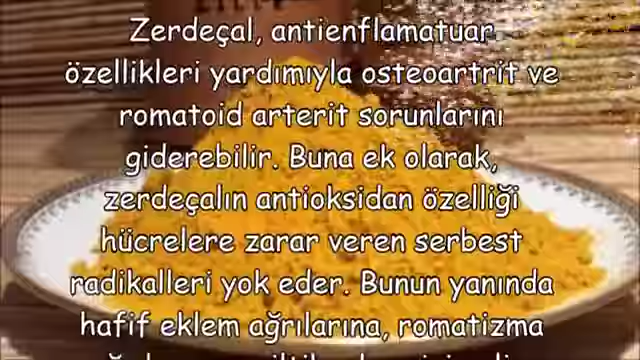 Zerdeçal, antienflamatuar
özellikleri yardımıyla osteoartrit ve
romatoid arterit sorunlarını
giderebilir. Buna ek olarak,
zerdeçalın antioksidan özelliği
hücrelere zarar veren serbest
radikalleri yok eder. Bunun yanında
hafif eklem ağrılarına, romatizma